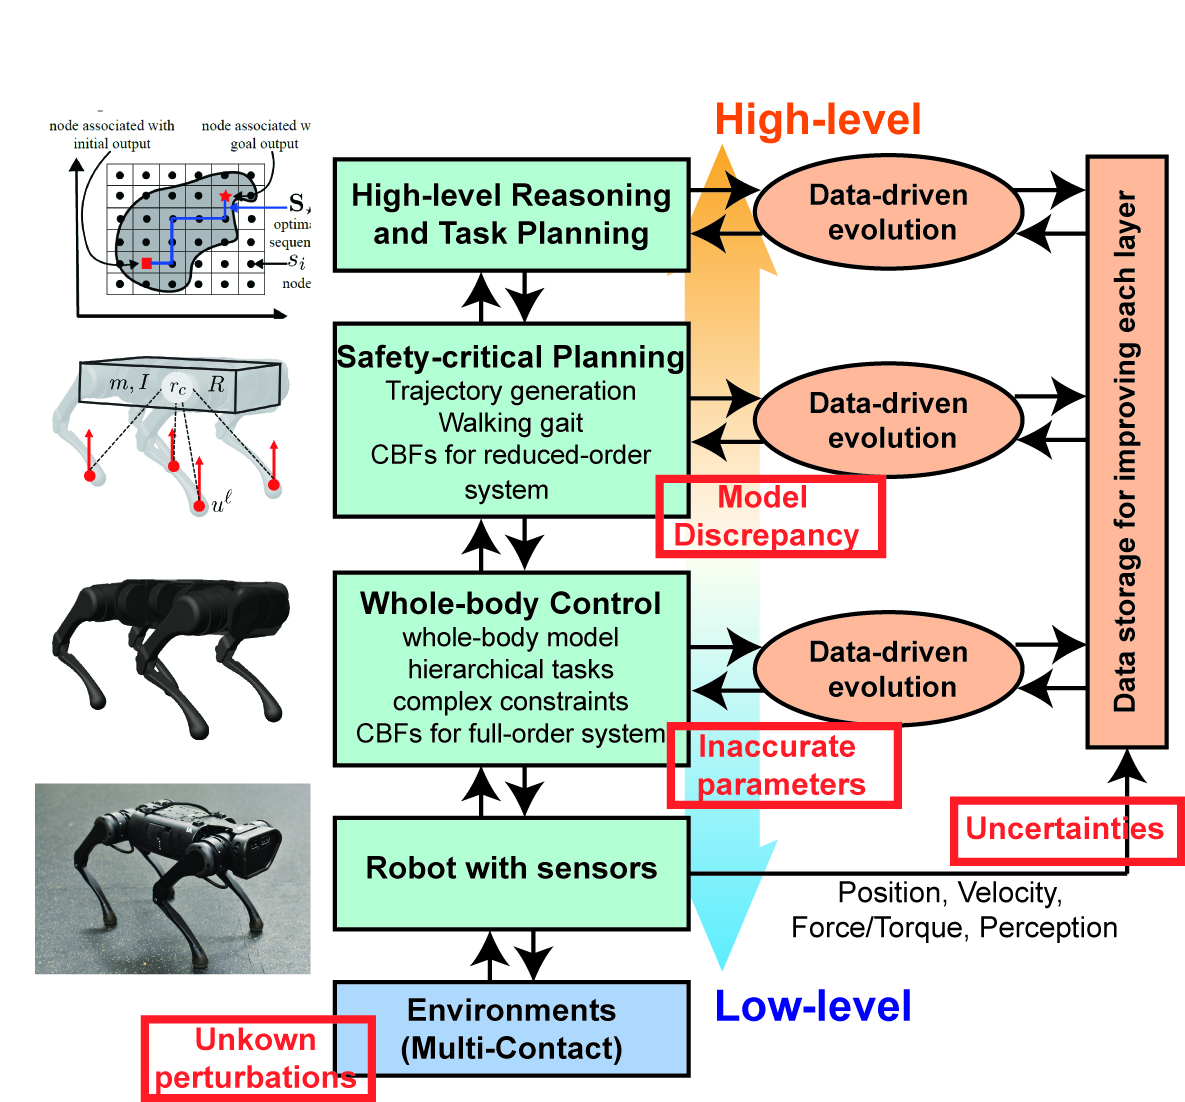 High-level
node associated with
initial output
node associated w
goal output
S
optima
sequen
s_i
node
High-level Reasoning
and Task Planning
Data-driven
evolution
Data storage for improving each layer
m, I
r_c
R
u^ℓ
Safety-critical Planning
Trajectory generation
Walking gait
CBFs for reduced-order
system
Data-driven
evolution
Model
Discrepancy
Whole-body Control
whole-body model
hierarchical tasks
complex constraints
CBFs for full-order system
Data-driven
evolution
Inaccurate
parameters
Uncertainties
Robot with sensors
Position, Velocity,
Force/Torque, Perception
Low-level
Environments
(Multi-Contact)
Unkown
perturbations